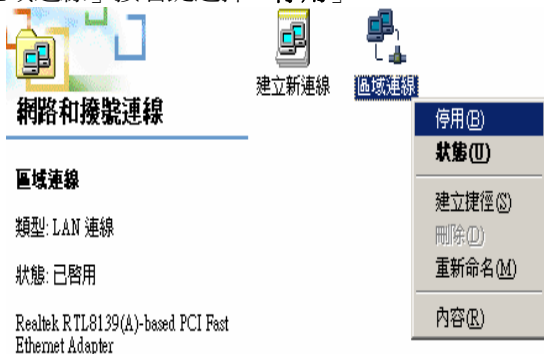 建立新連線
區域連線
網路和撥號連線
區域連線
類型: LAN 連線
狀態: 已啓用
Realtek RTL8139(A)-based PCI Fast
Ethernet Adapter
停用(B)
狀態(U)
建立捷徑(S)
刪除(D)
重新命名(M)
內容(R)